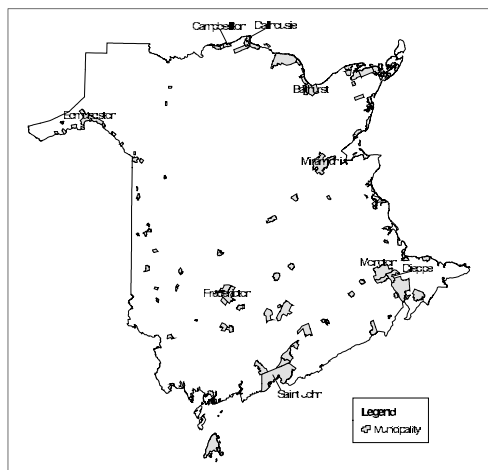 Campbellton
Dalhousie
Bathurst
Edmundston
Miramichi
Moncton
Dieppe
Fredericton
Saint John
Legend
Municipality